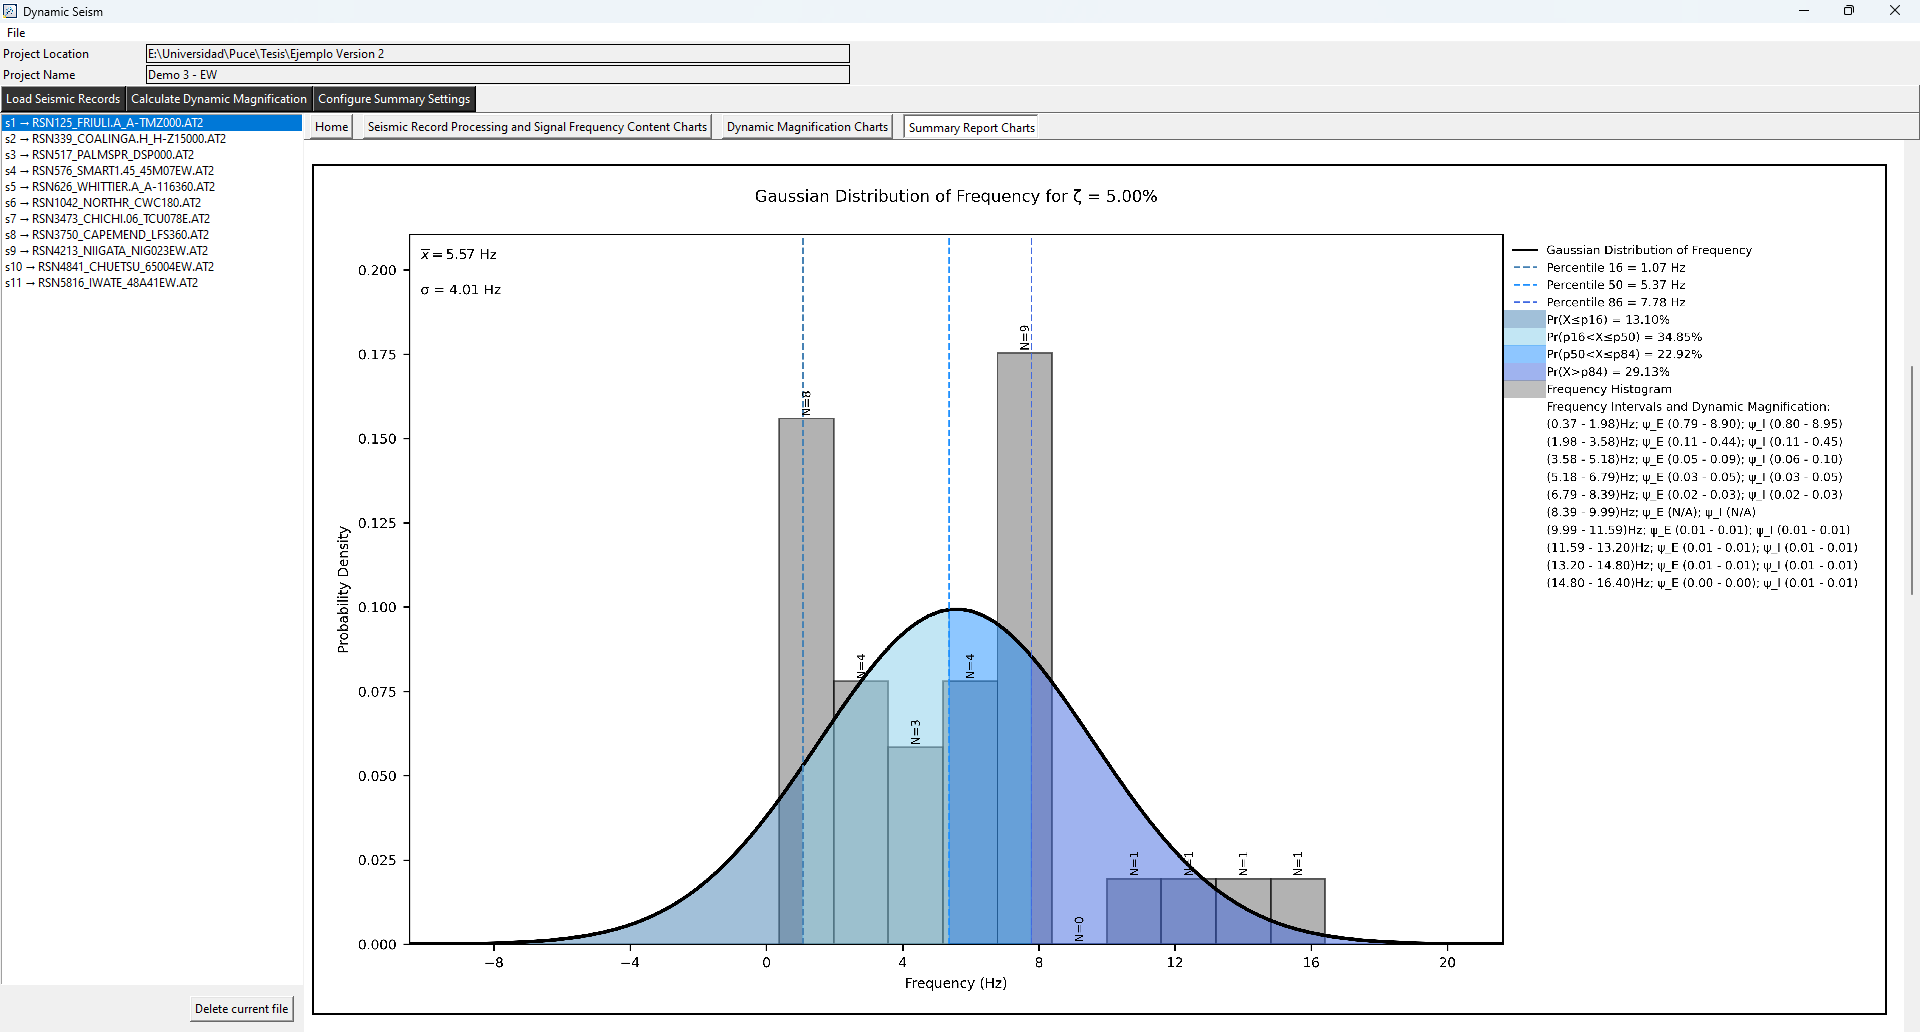 Dynamic Seism
File
Project Location E:\Universidad\Puce\Tesis\Ejemplo Version 2
Project Name Demo 3 - EW
Load Seismic Records Calculate Dynamic Magnification Configure Summary Settings
s1 → RSN125_FRIULI.A_A-TMZ000.AT2
s2 → RSN339_COALINGA.H_H-Z15000.AT2
s3 → RSN517_PALMSPR_DSP000.AT2
s4 → RSN576_SMART1.45_45M07EW.AT2
s5 → RSN626_WHITTIER.A_A-116360.AT2
s6 → RSN1042_NORTHR_CWC180.AT2
s7 → RSN3473_CHICHI.06_TCU078E.AT2
s8 → RSN3750_CAPEMEND_LFS360.AT2
s9 → RSN4213_NIIGATA_NIG023EW.AT2
s10 → RSN4841_CHUETSU_65004EW.AT2
s11 → RSN5816_IWATE_48A41EW.AT2
Delete current file
Home Seismic Record Processing and Signal Frequency Content Charts Dynamic Magnification Charts Summary Report Charts
Gaussian Distribution of Frequency for ζ = 5.00%
x̅ = 5.57 Hz
σ = 4.01 Hz
0.200
0.175
0.150
0.125
0.100
0.075
0.050
0.025
0.000
Probability Density
N=8
N=4
N=3
N=4
N=9
N=0
N=1
N=1
N=1
N=1
−8 −4 0 4 8 12 16 20
Frequency (Hz)
Gaussian Distribution of Frequency
Percentile 16 = 1.07 Hz
Percentile 50 = 5.37 Hz
Percentile 86 = 7.78 Hz
Pr(X≤p16) = 13.10%
Pr(p16<X≤p50) = 34.85%
Pr(p50<X≤p84) = 22.92%
Pr(X>p84) = 29.13%
Frequency Histogram
Frequency Intervals and Dynamic Magnification:
(0.37 - 1.98)Hz; ψ_E (0.79 - 8.90); ψ_I (0.80 - 8.95)
(1.98 - 3.58)Hz; ψ_E (0.11 - 0.44); ψ_I (0.11 - 0.45)
(3.58 - 5.18)Hz; ψ_E (0.05 - 0.09); ψ_I (0.06 - 0.10)
(5.18 - 6.79)Hz; ψ_E (0.03 - 0.05); ψ_I (0.03 - 0.05)
(6.79 - 8.39)Hz; ψ_E (0.02 - 0.03); ψ_I (0.02 - 0.03)
(8.39 - 9.99)Hz; ψ_E (N/A); ψ_I (N/A)
(9.99 - 11.59)Hz; ψ_E (0.01 - 0.01); ψ_I (0.01 - 0.01)
(11.59 - 13.20)Hz; ψ_E (0.01 - 0.01); ψ_I (0.01 - 0.01)
(13.20 - 14.80)Hz; ψ_E (0.01 - 0.01); ψ_I (0.01 - 0.01)
(14.80 - 16.40)Hz; ψ_E (0.00 - 0.00); ψ_I (0.01 - 0.01)